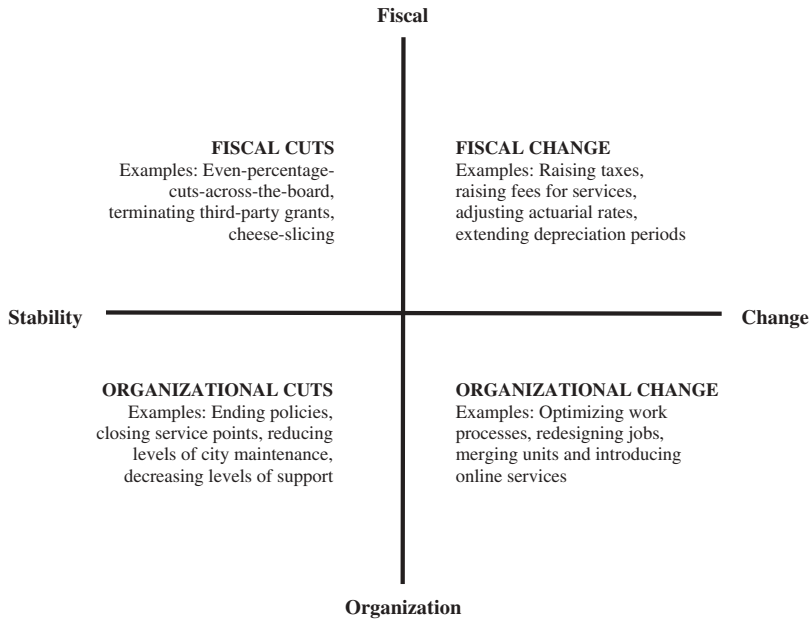 Fiscal
FISCAL CUTS
Examples: Even-percentage-
cuts-across-the-board,
terminating third-party grants,
cheese-slicing
FISCAL CHANGE
Examples: Raising taxes,
raising fees for services,
adjusting actuarial rates,
extending depreciation periods
Stability
Change
ORGANIZATIONAL CUTS
Examples: Ending policies,
closing service points, reducing
levels of city maintenance,
decreasing levels of support
ORGANIZATIONAL CHANGE
Examples: Optimizing work
processes, redesigning jobs,
merging units and introducing
online services
Organization